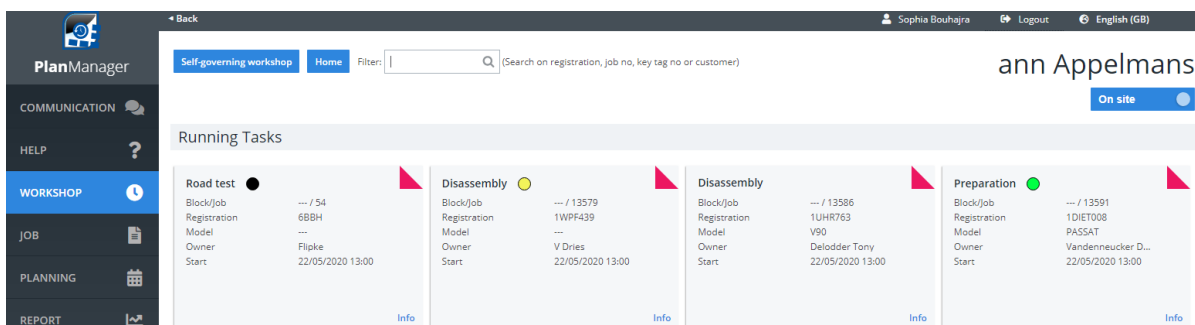 Back
Sophia Bouhajra
Logout
English (GB)
PlanManager
Self-governing workshop
Home
Filter:
(Search on registration, job no, key tag no or customer)
ann Appelmans
On site
COMMUNICATION
HELP
WORKSHOP
JOB
PLANNING
REPORT
Running Tasks
Road test
Block/Job --- / 54
Registration 6BBH
Model ---
Owner Flipke
Start 22/05/2020 13:00
Info
Disassembly
Block/Job --- / 13579
Registration 1WPF439
Model ---
Owner V Dries
Start 22/05/2020 13:00
Info
Disassembly
Block/Job --- / 13586
Registration 1UHR763
Model V90
Owner Delodder Tony
Start 22/05/2020 13:00
Info
Preparation
Block/Job --- / 13591
Registration 1DIET008
Model PASSAT
Owner Vandenneucker D...
Start 22/05/2020 13:00
Info